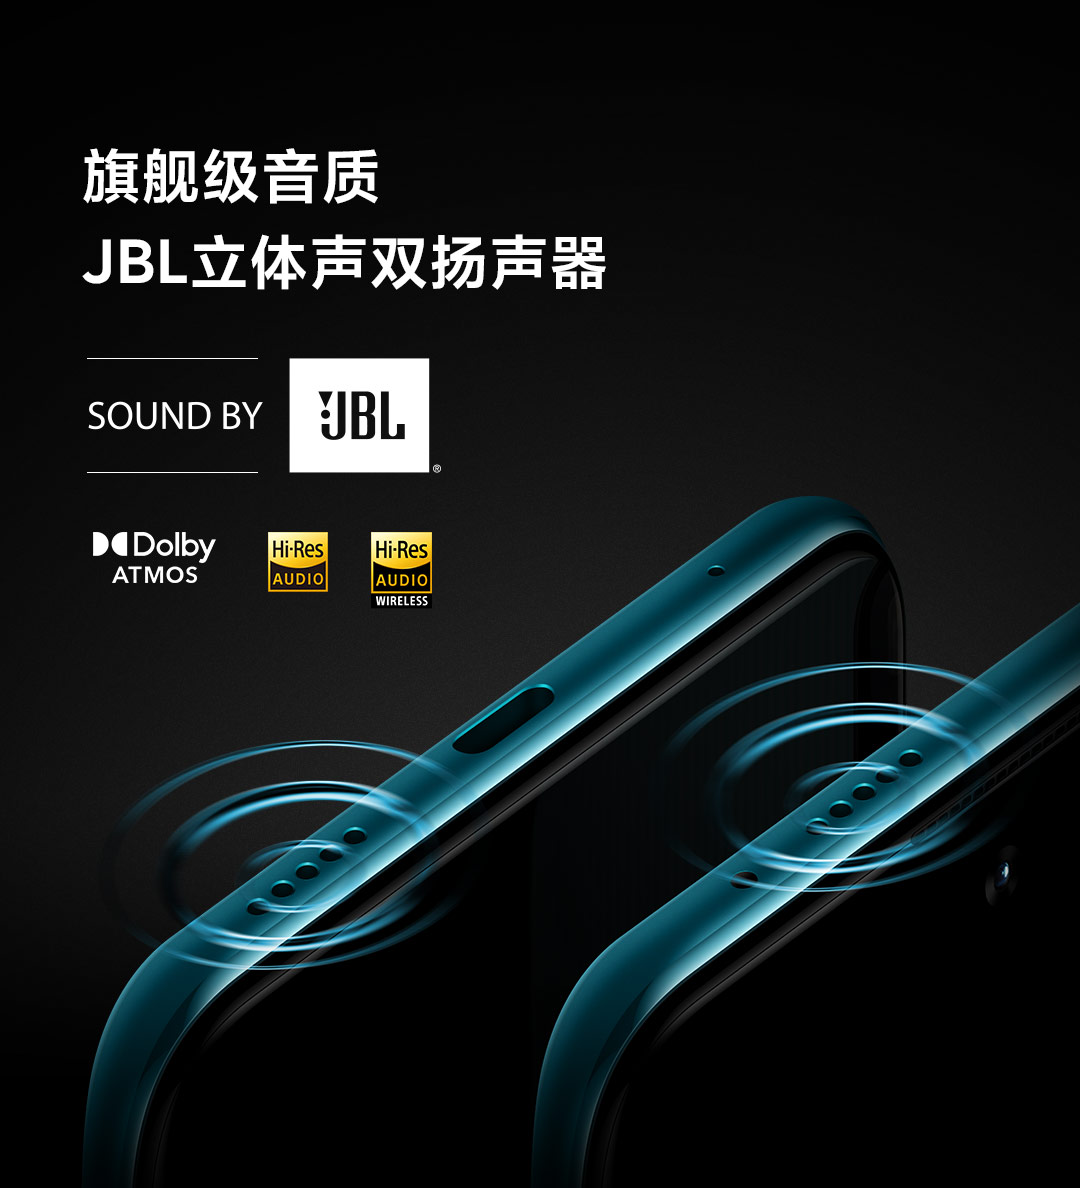 旗舰级音质
JBL立体声双扬声器
SOUND BY
JBL
®
Dolby
ATMOS
Hi-Res
AUDIO
Hi-Res
AUDIO
WIRELESS